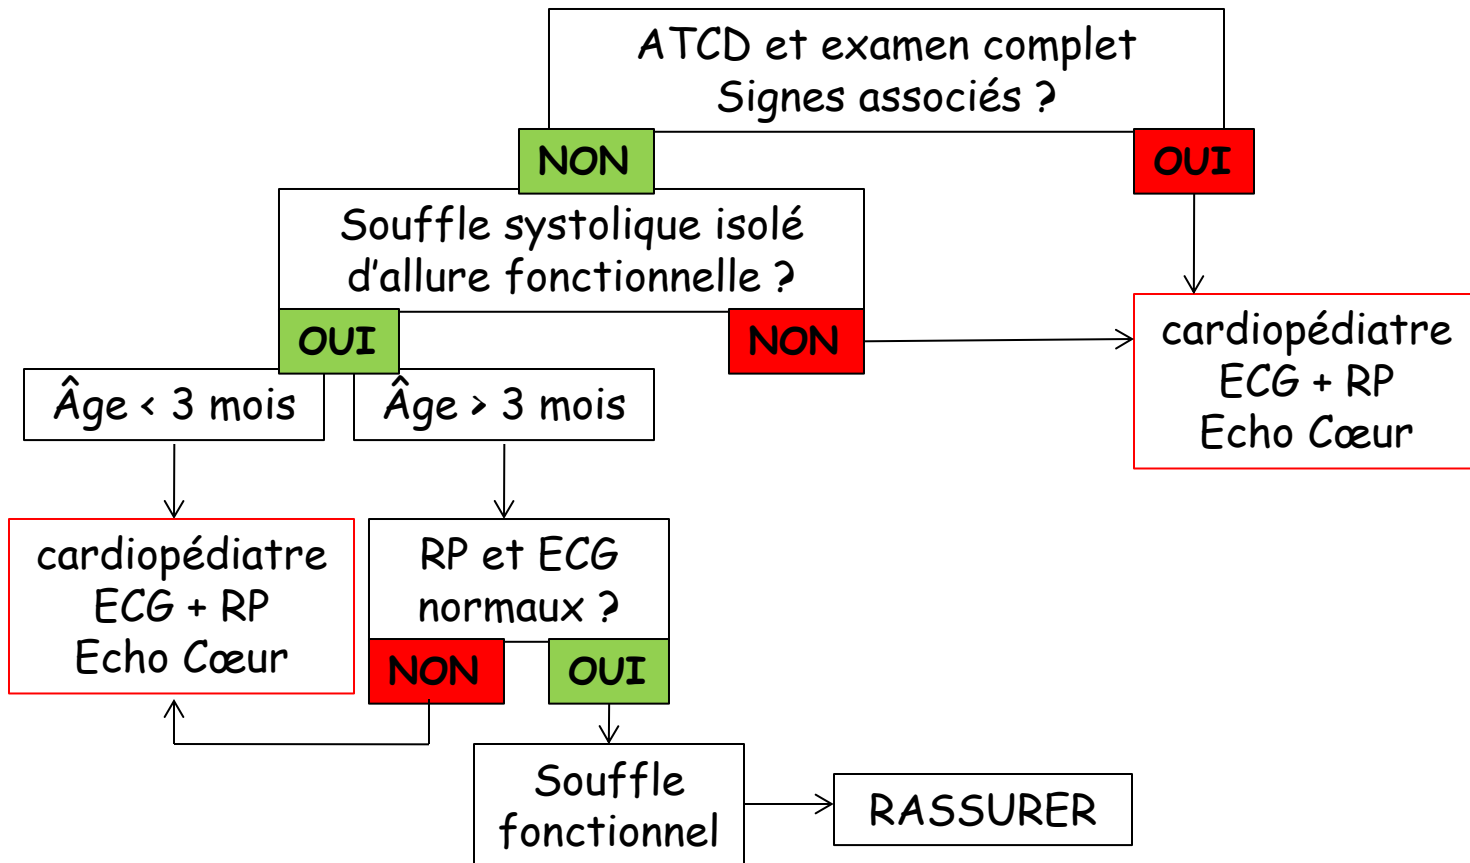 ATCD et examen complet
Signes associés ?
NON
OUI
Souffle systolique isolé
d'allure fonctionnelle ?
OUI
NON
cardiopédiatre
ECG + RP
Echo Cœur
Âge < 3 mois
Âge > 3 mois
cardiopédiatre
ECG + RP
Echo Cœur
RP et ECG
normaux ?
NON
OUI
Souffle
fonctionnel
RASSURER